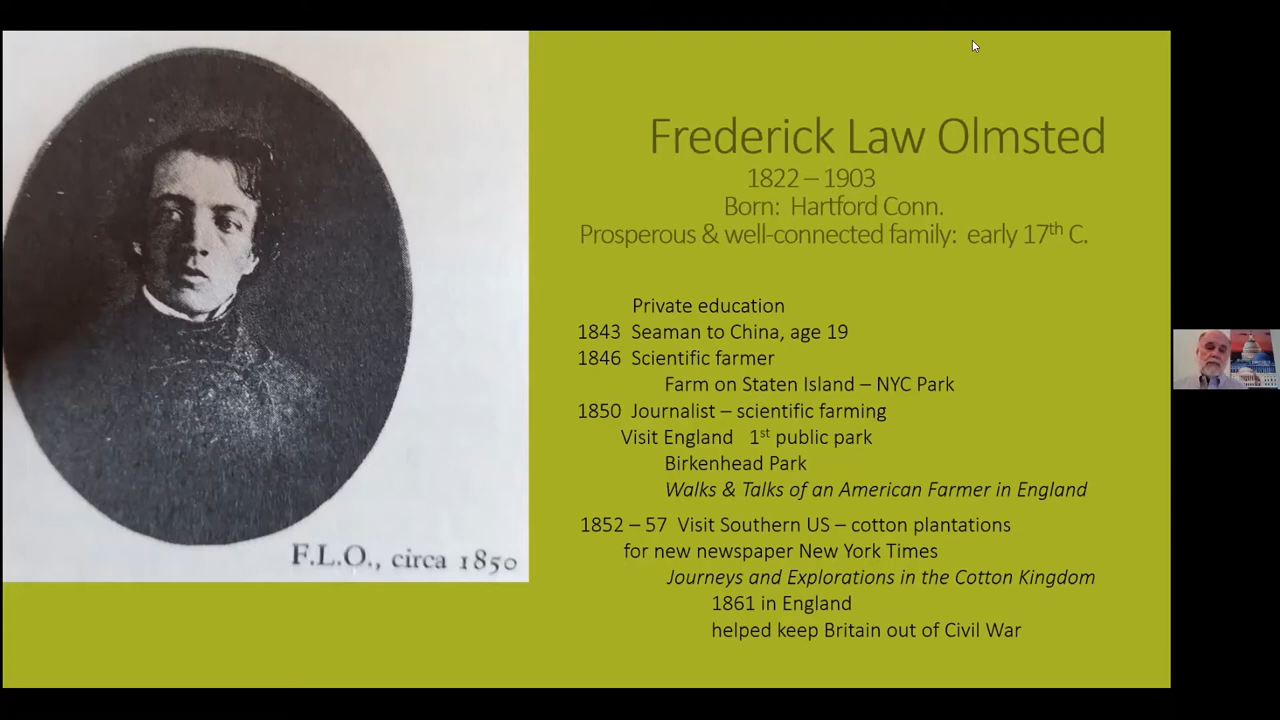 Frederick Law Olmsted
1822 – 1903
Born: Hartford Conn.
Prosperous & well-connected family: early 17th C.
Private education
1843 Seaman to China, age 19
1846 Scientific farmer
Farm on Staten Island – NYC Park
1850 Journalist – scientific farming
Visit England 1st public park
Birkenhead Park
Walks & Talks of an American Farmer in England
1852 – 57 Visit Southern US – cotton plantations
for new newspaper New York Times
Journeys and Explorations in the Cotton Kingdom
1861 in England
helped keep Britain out of Civil War
F.L.O., circa 1850